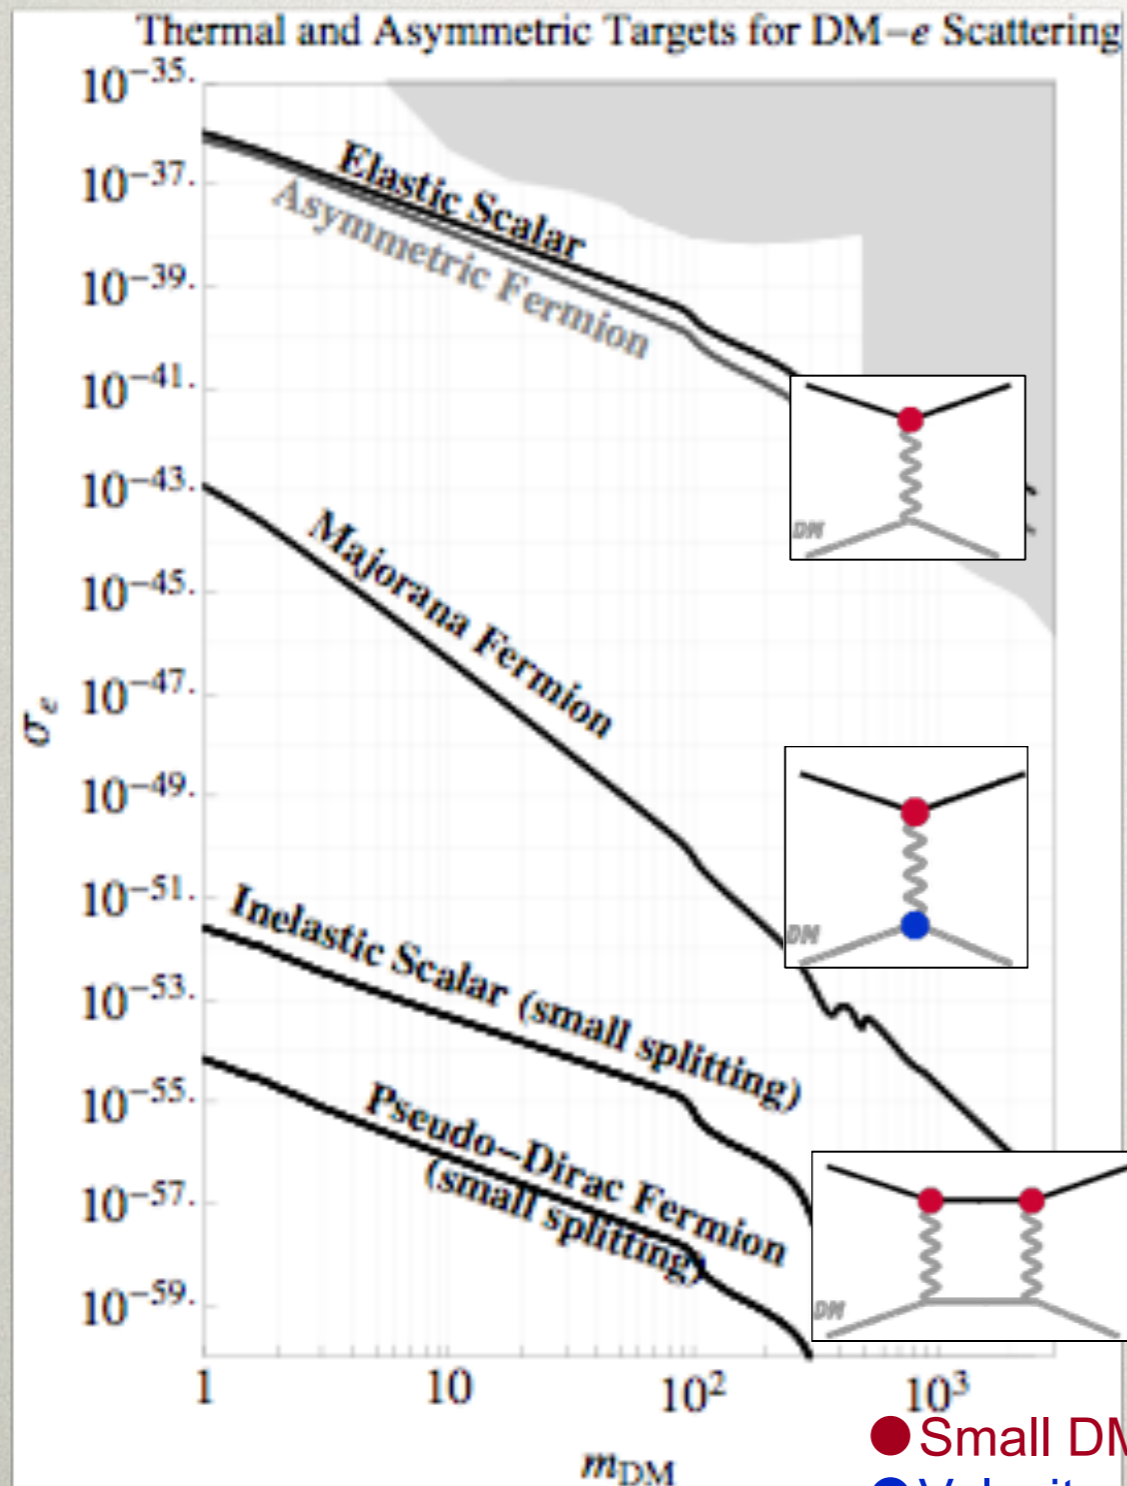 Thermal and Asymmetric Targets for DM–e Scattering
10^−35.
10^−37.
10^−39.
10^−41.
10^−43.
10^−45.
10^−47.
10^−49.
10^−51.
10^−53.
10^−55.
10^−57.
10^−59.
σe
Elastic Scalar
Asymmetric Fermion
DM
Majorana Fermion
DM
Inelastic Scalar (small splitting)
Pseudo–Dirac Fermion
(small splitting)
DM
1 10 10^2 10^3
mDM
Small DM